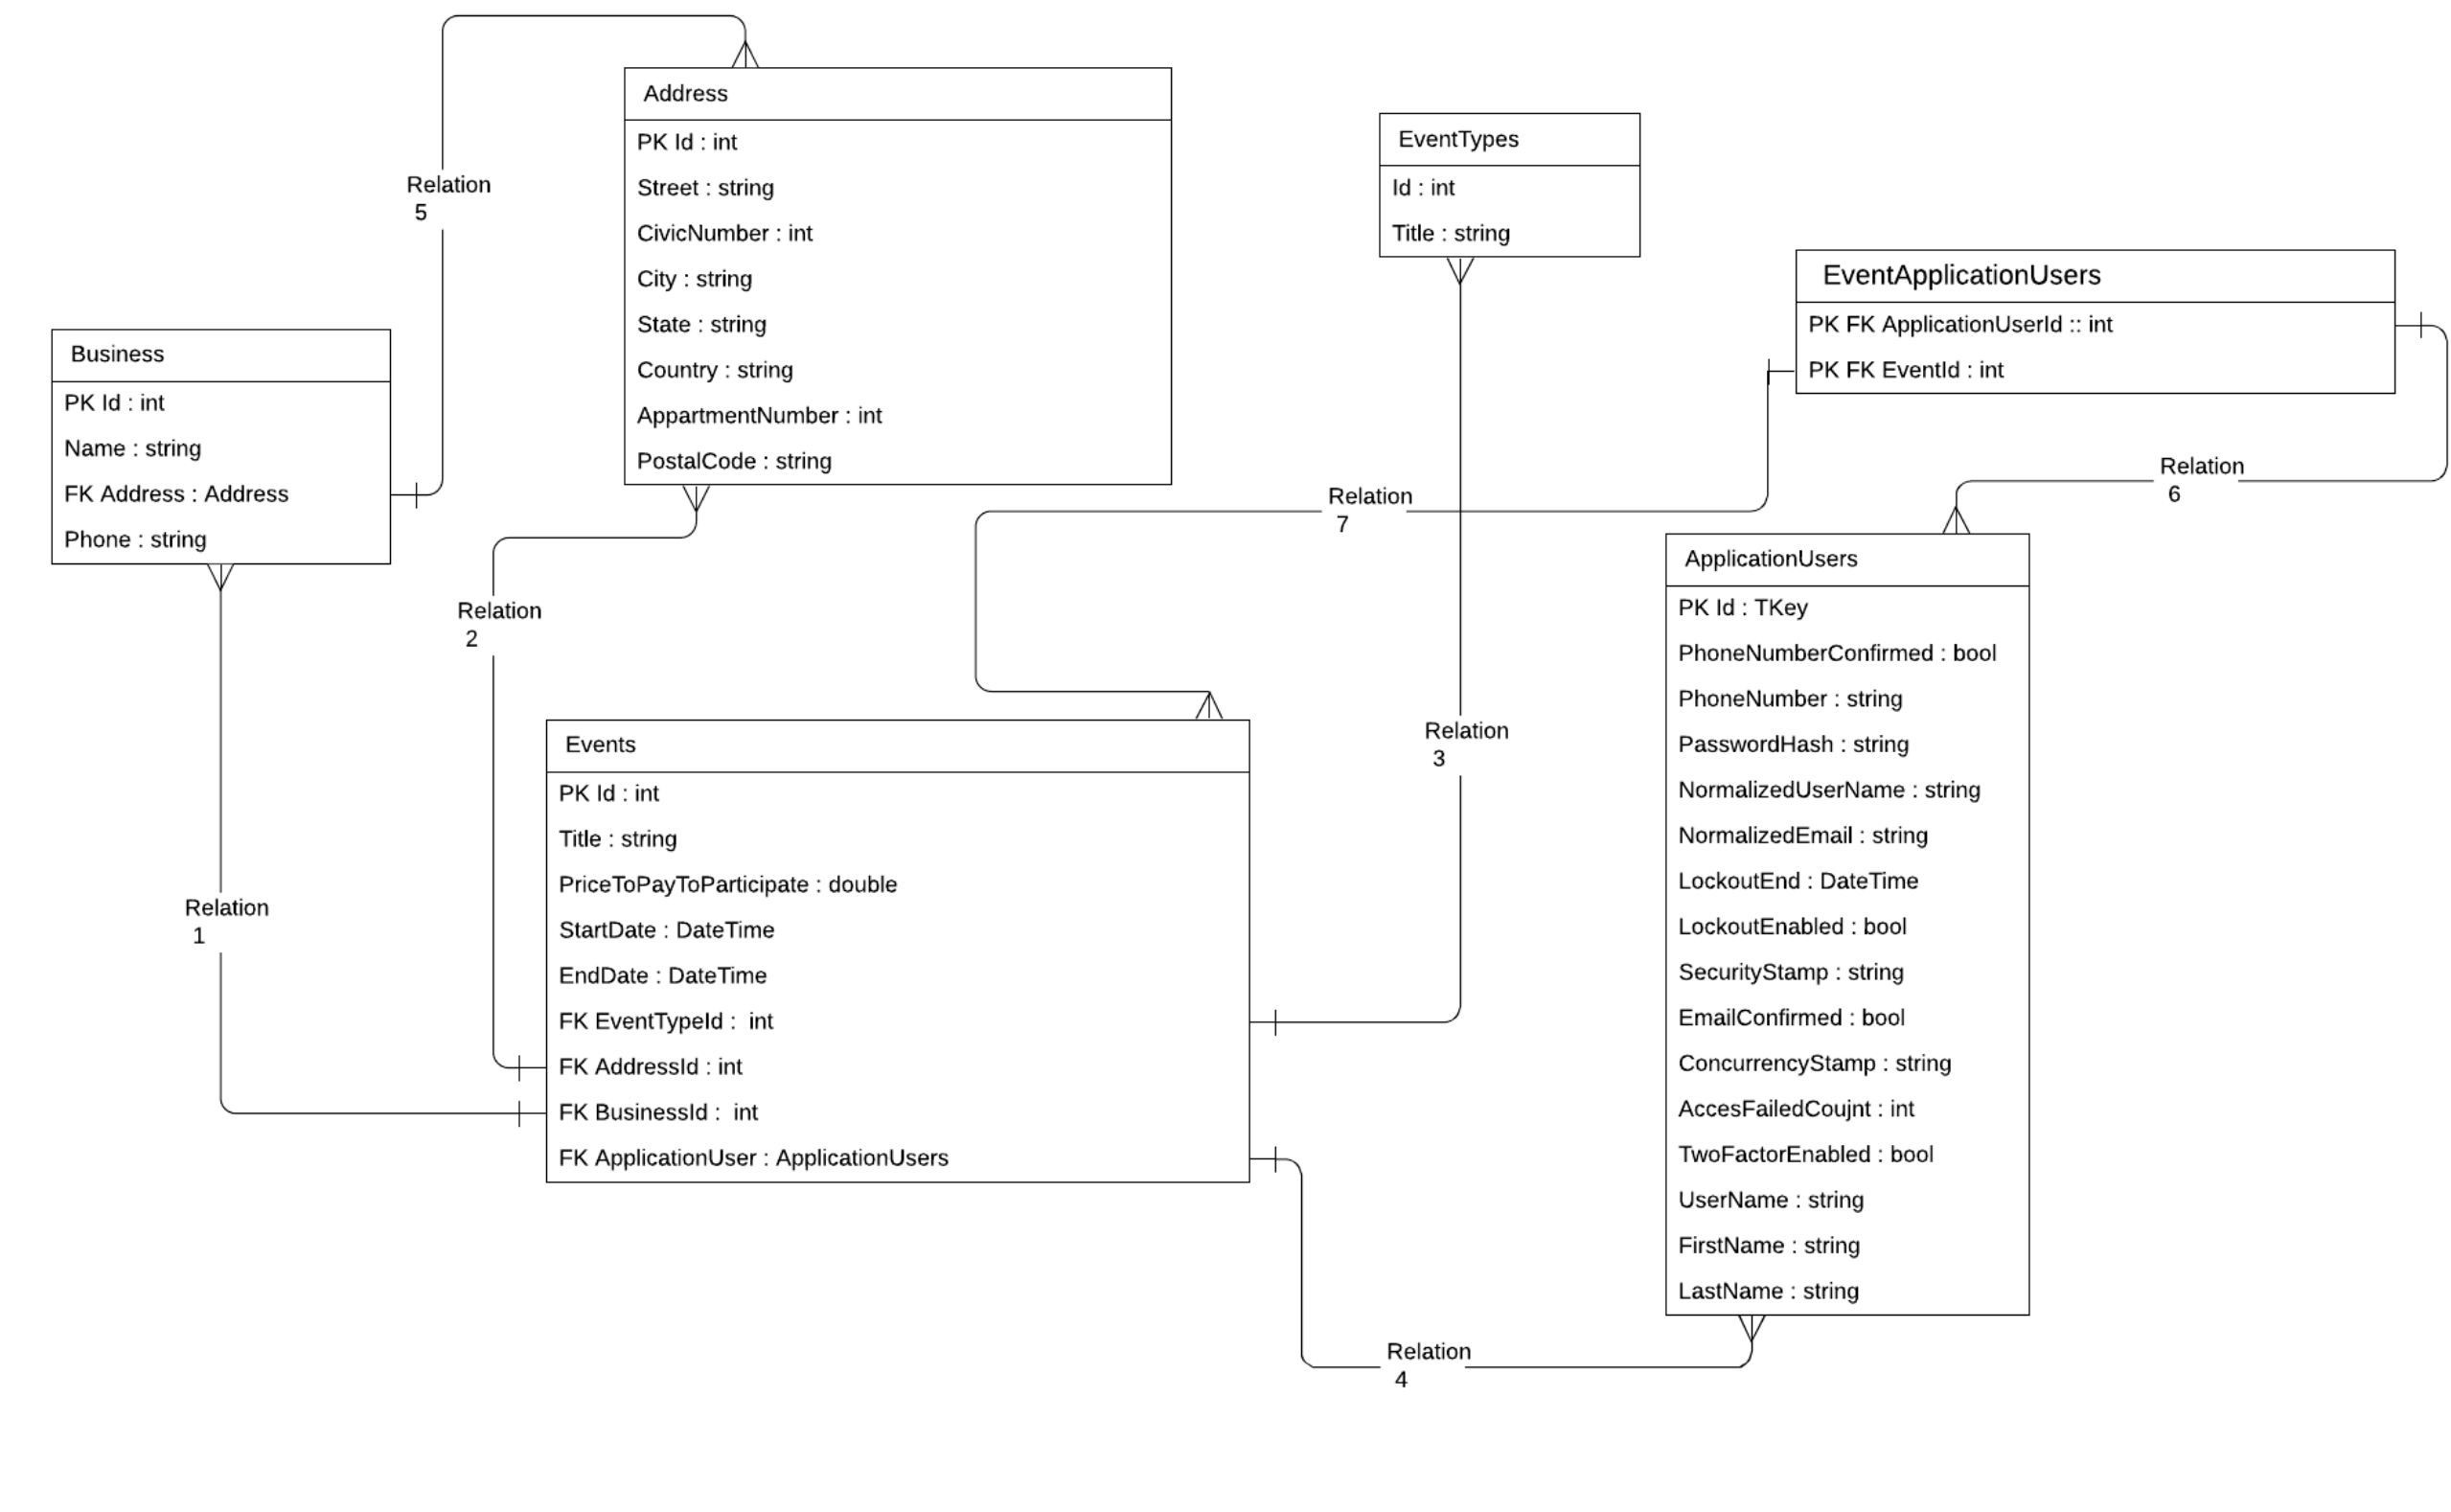 Address
PK Id : int
Street : string
CivicNumber : int
City : string
State : string
Country : string
AppartmentNumber : int
PostalCode : string
EventTypes
Id : int
Title : string
Relation
5
EventApplicationUsers
PK FK ApplicationUserId :: int
PK FK EventId : int
Business
PK Id : int
Name : string
FK Address : Address
Phone : string
Relation
7
Relation
6
Relation
2
ApplicationUsers
PK Id : TKey
PhoneNumberConfirmed : bool
PhoneNumber : string
PasswordHash : string
NormalizedUserName : string
NormalizedEmail : string
LockoutEnd : DateTime
LockoutEnabled : bool
SecurityStamp : string
EmailConfirmed : bool
ConcurrencyStamp : string
AccesFailedCoujnt : int
TwoFactorEnabled : bool
UserName : string
FirstName : string
LastName : string
Relation
3
Events
PK Id : int
Title : string
PriceToPayToParticipate : double
StartDate : DateTime
EndDate : DateTime
FK EventTypeId :  int
FK AddressId : int
FK BusinessId :  int
FK ApplicationUser : ApplicationUsers
Relation
1
Relation
4